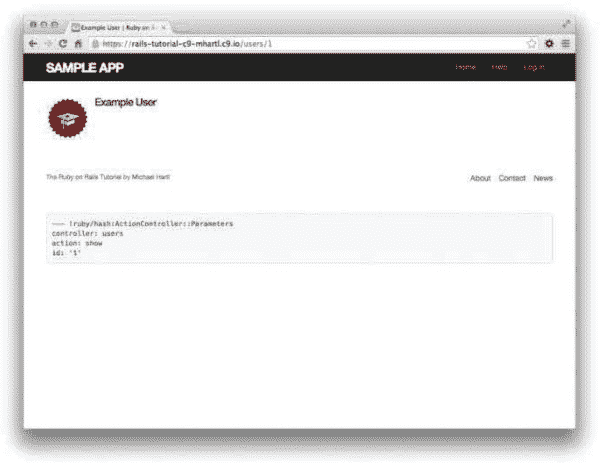 Example User | Ruby on
https://rails-tutorial-c9-mhartl.c9.io/users/1
SAMPLE APP
Home Help Log in
Example User
The Ruby on Rails Tutorial by Michael Hartl
About Contact News
--- !ruby/hash:ActionController::Parameters
controller: users
action: show
id: '1'